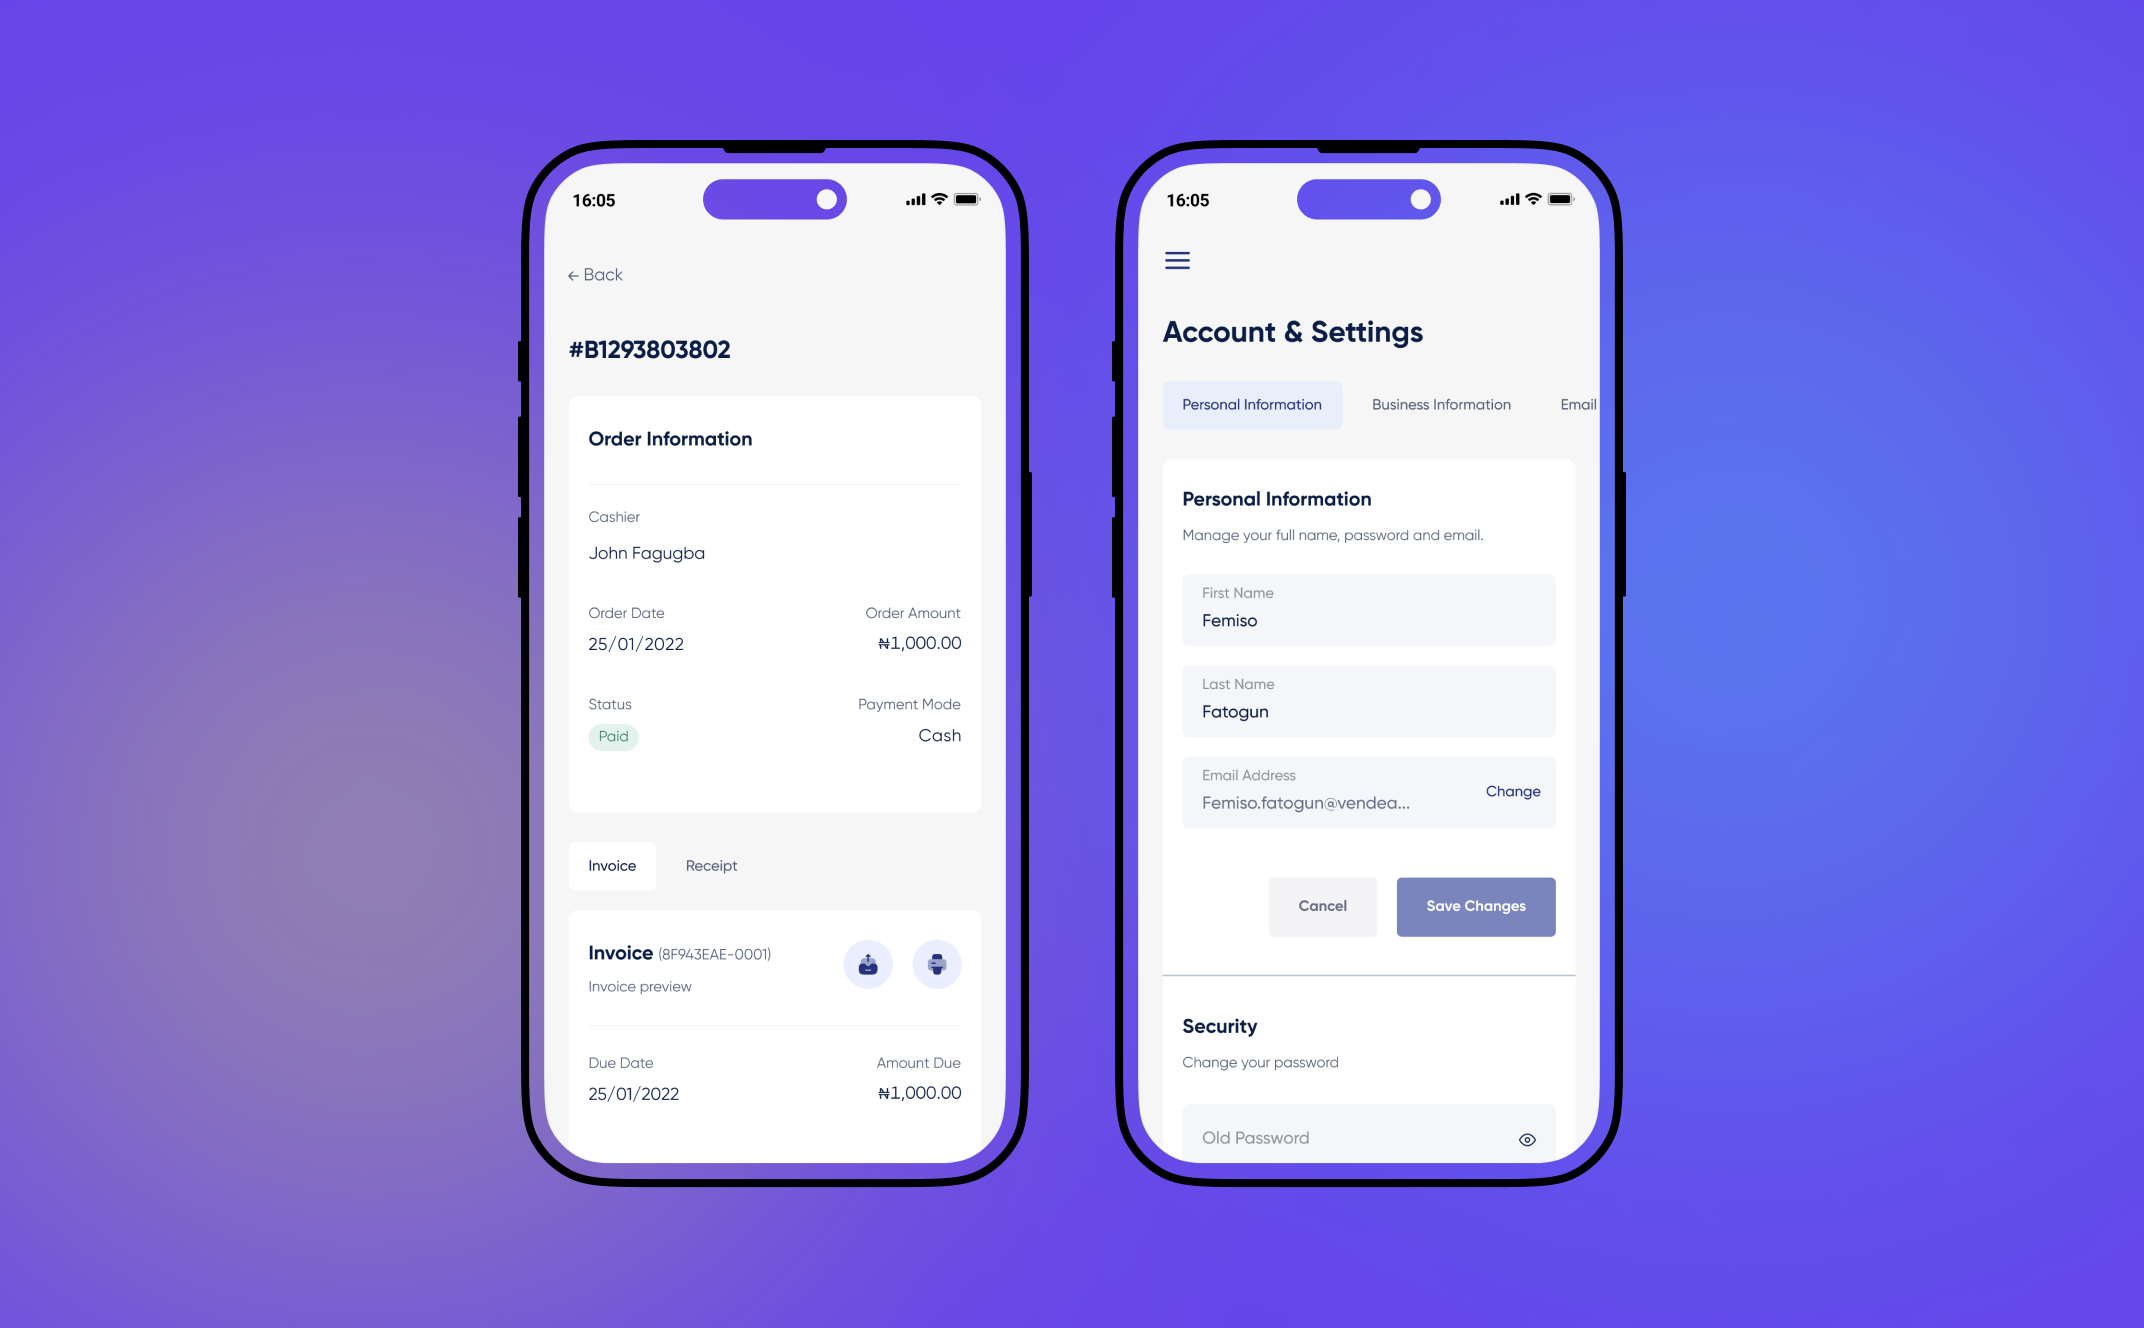 16:05
← Back
#B1293803802
Order Information
Cashier
John Fagugba
Order Date Order Amount
25/01/2022 ₦1,000.00
Status Payment Mode
Paid Cash
Invoice Receipt
Invoice (8F943EAE-0001)
Invoice preview
Due Date Amount Due
25/01/2022 ₦1,000.00
16:05
Account & Settings
Personal Information Business Information Email
Personal Information
Manage your full name, password and email.
First Name
Femiso
Last Name
Fatogun
Email Address
Femiso.fatogun@vendea... Change
Cancel Save Changes
Security
Change your password
Old Password